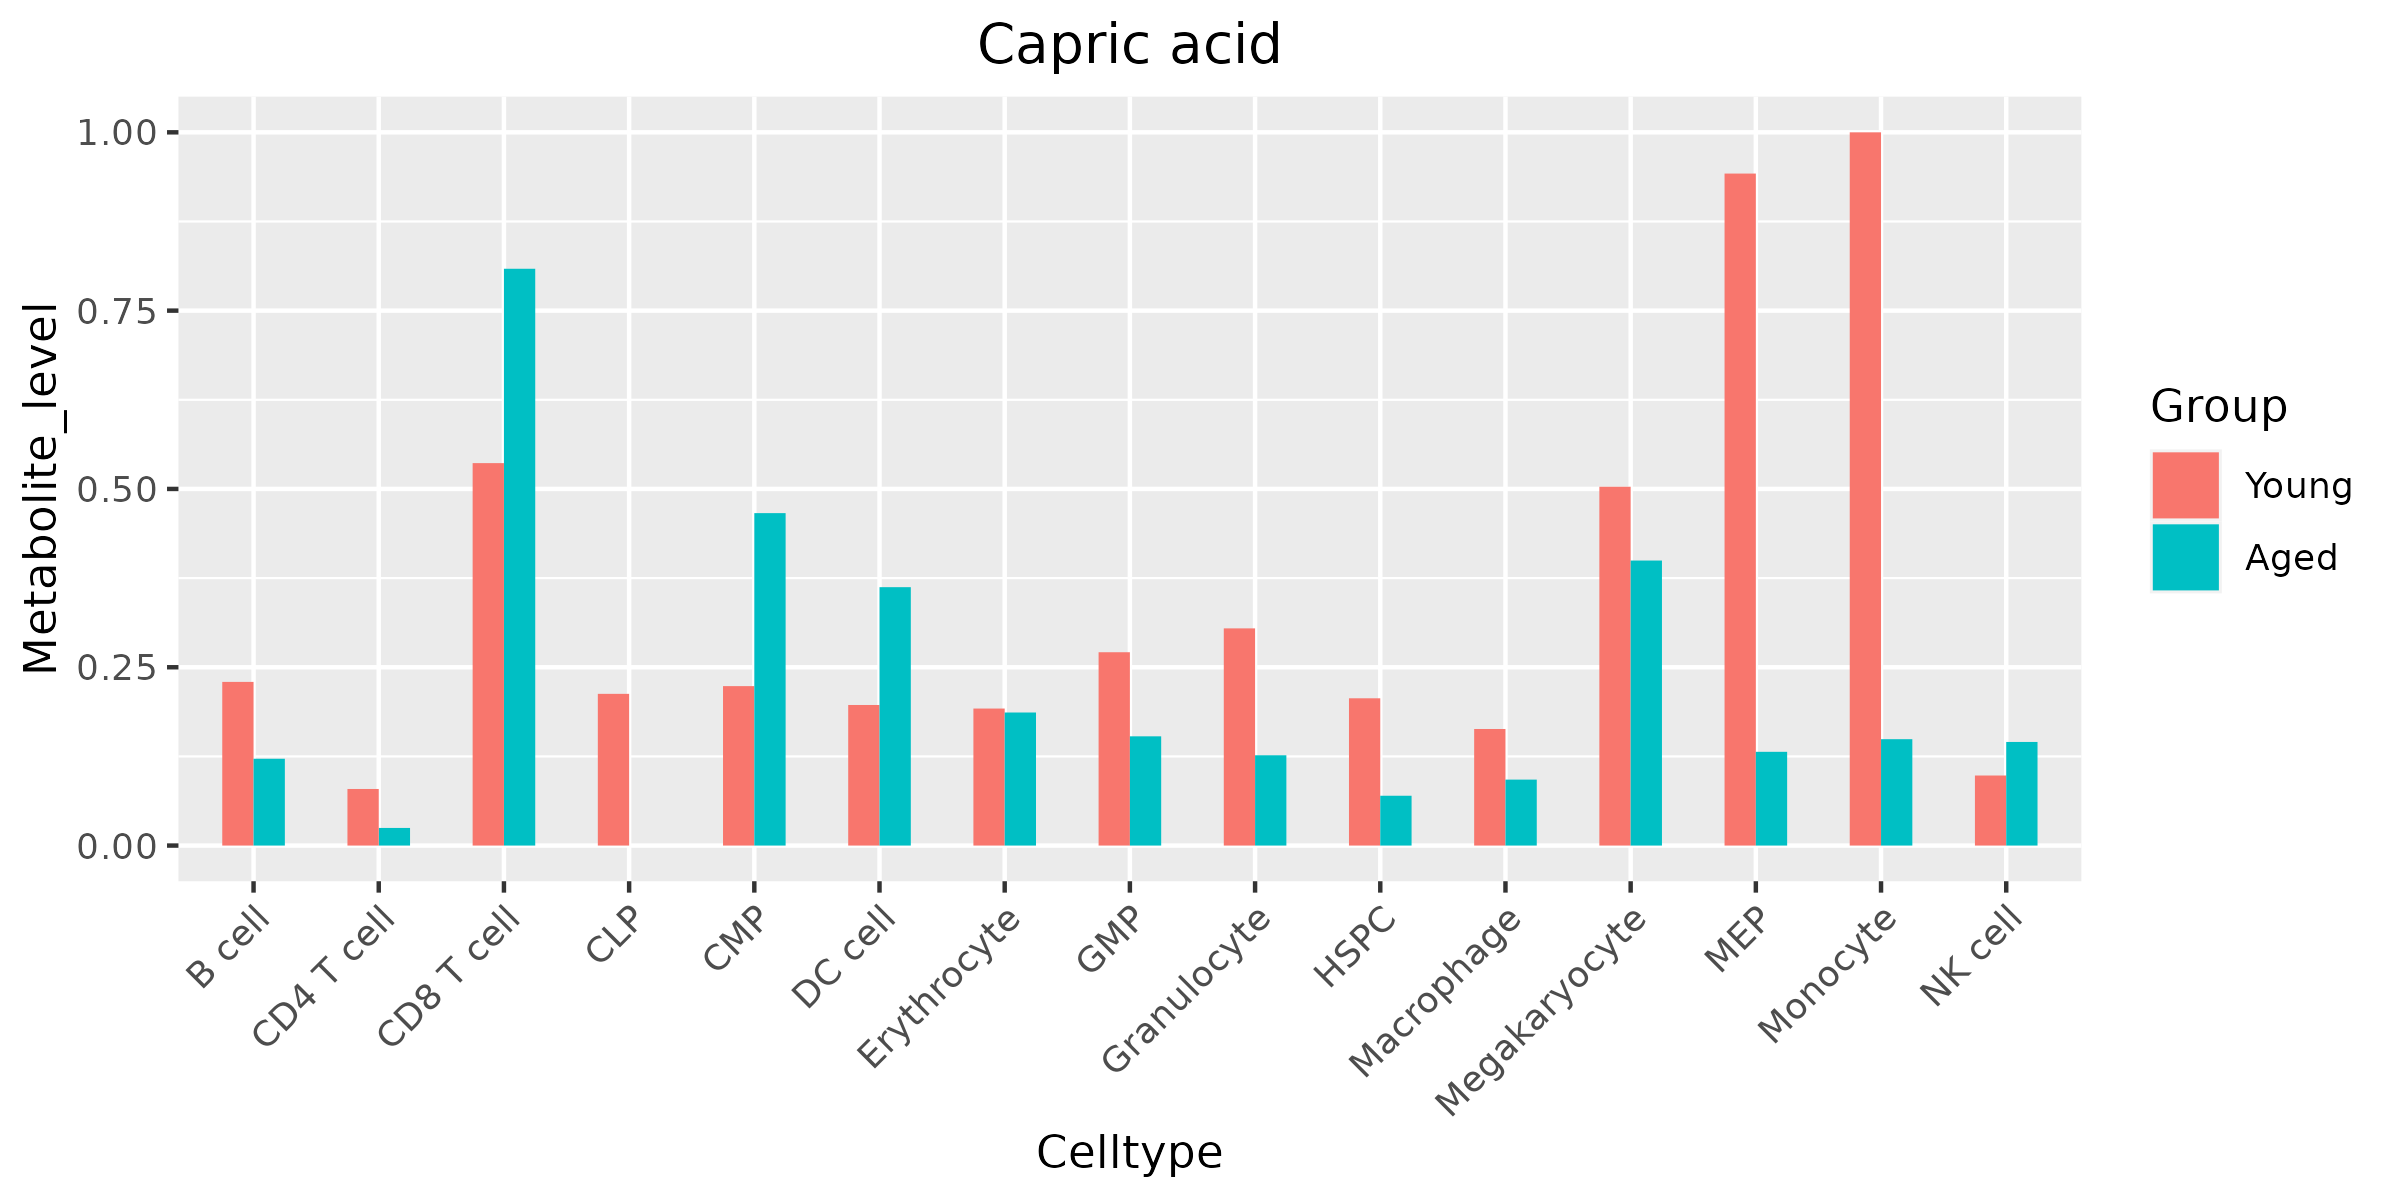 Capric acid
Metabolite_level
1.00
0.75
0.50
0.25
0.00
B cell
CD4 T cell
CD8 T cell
CLP
CMP
DC cell
Erythrocyte
GMP
Granulocyte
HSPC
Macrophage
Megakaryocyte
MEP
Monocyte
NK cell
Celltype
Group
Young
Aged